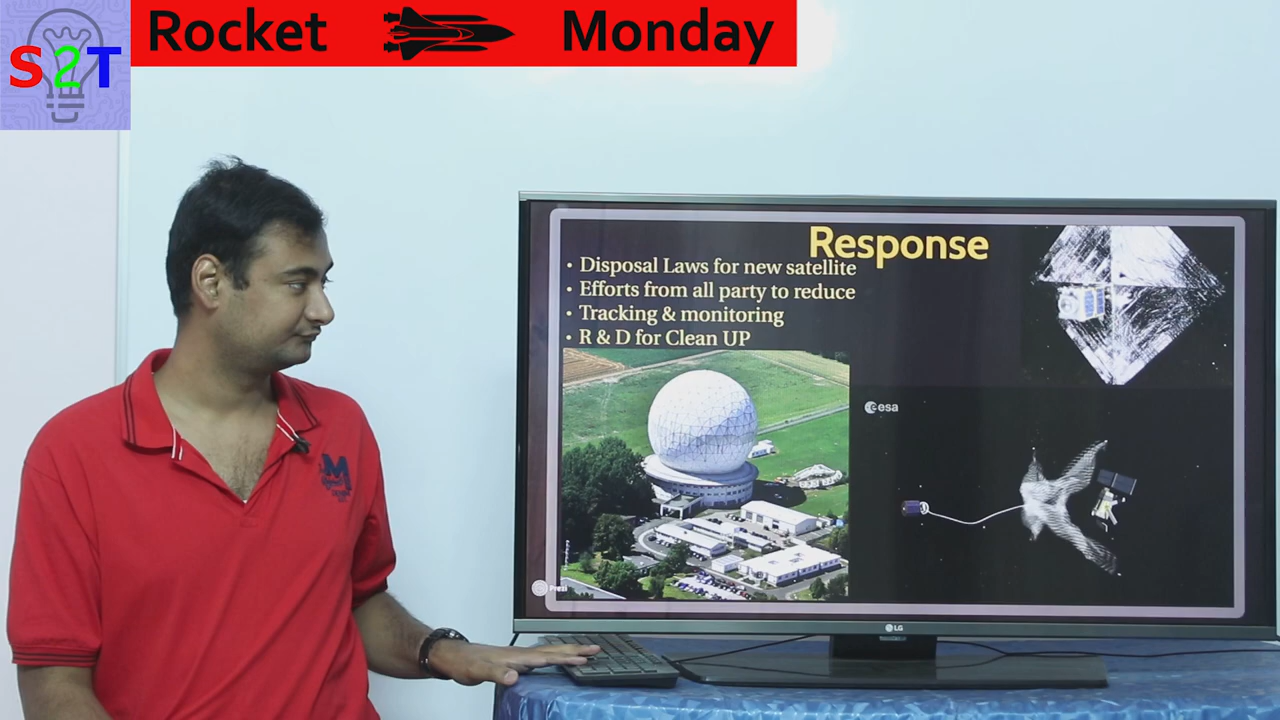 Rocket Monday
S2T
Response
• Disposal Laws for new satellite
• Efforts from all party to reduce
• Tracking & monitoring
• R & D for Clean UP
esa
Prezi
LG
M